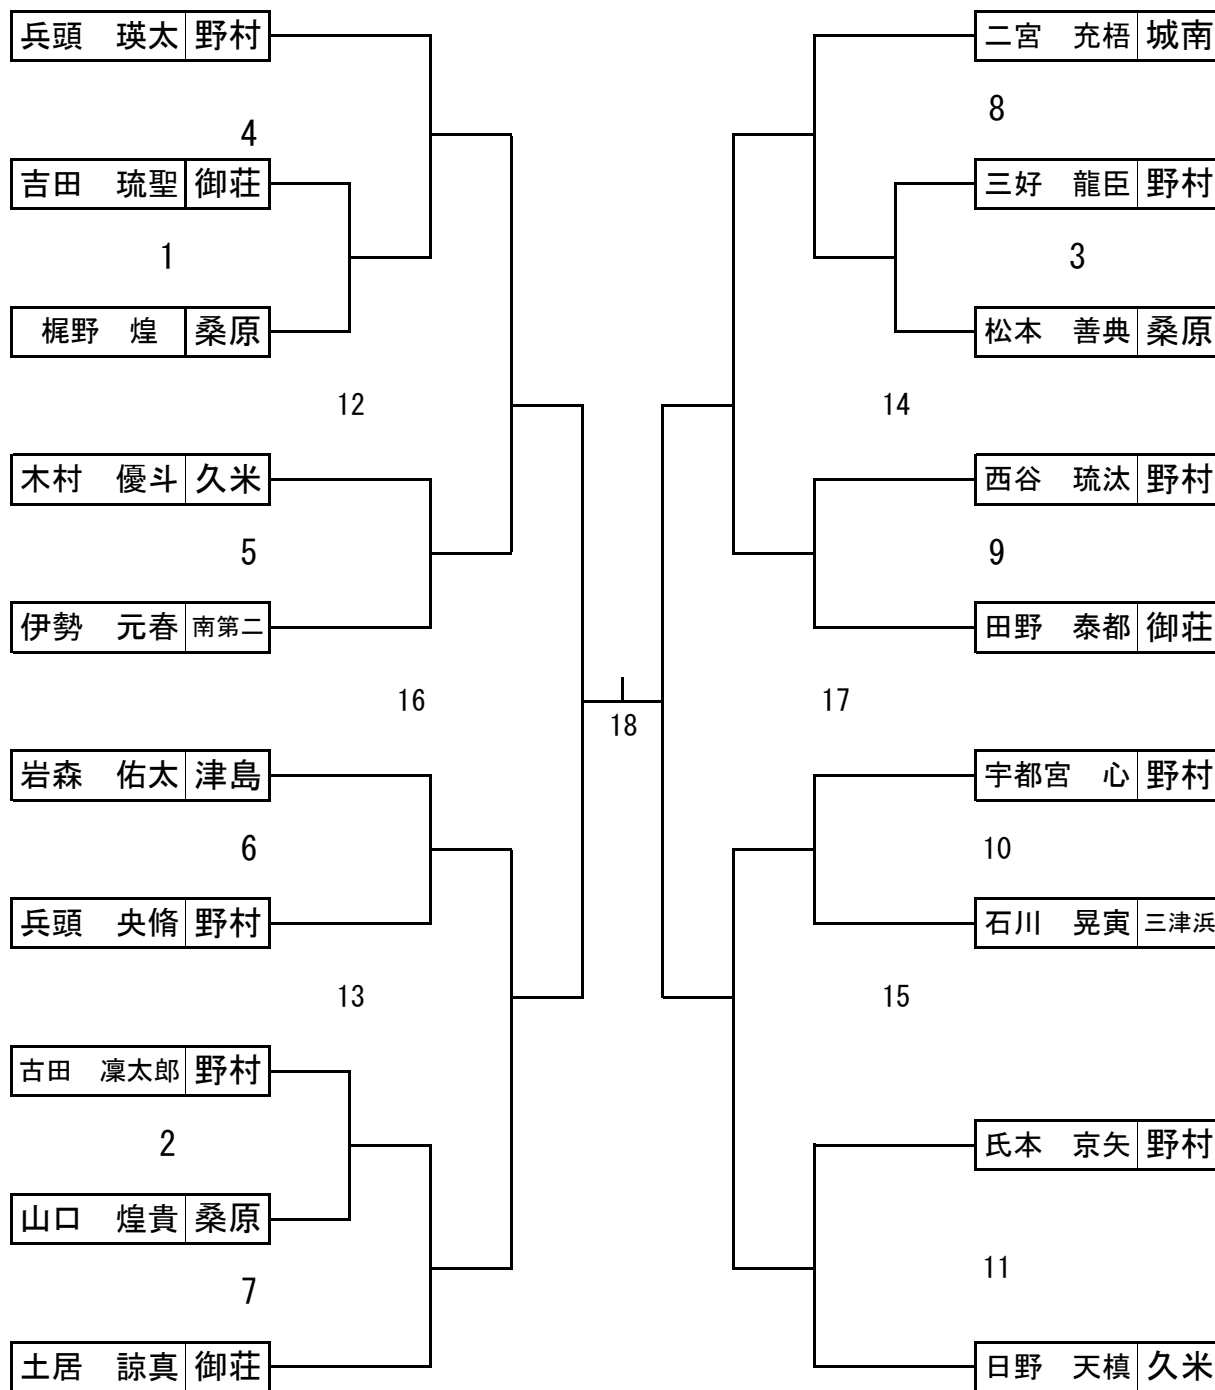 兵頭　瑛太 野村
4
吉田　琉聖 御荘
1
梶野　煌 桑原
12
木村　優斗 久米
5
伊勢　元春 南第二
16
岩森　佑太 津島
6
兵頭　央脩 野村
13
古田　凜太郎 野村
2
山口　煌貴 桑原
7
土居　諒真 御荘
18
二宮　充梧 城南
8
三好　龍臣 野村
3
松本　善典 桑原
14
西谷　琉汰 野村
9
田野　泰都 御荘
17
宇都宮　心 野村
10
石川　晃寅 三津浜
15
氏本　京矢 野村
11
日野　天槙 久米